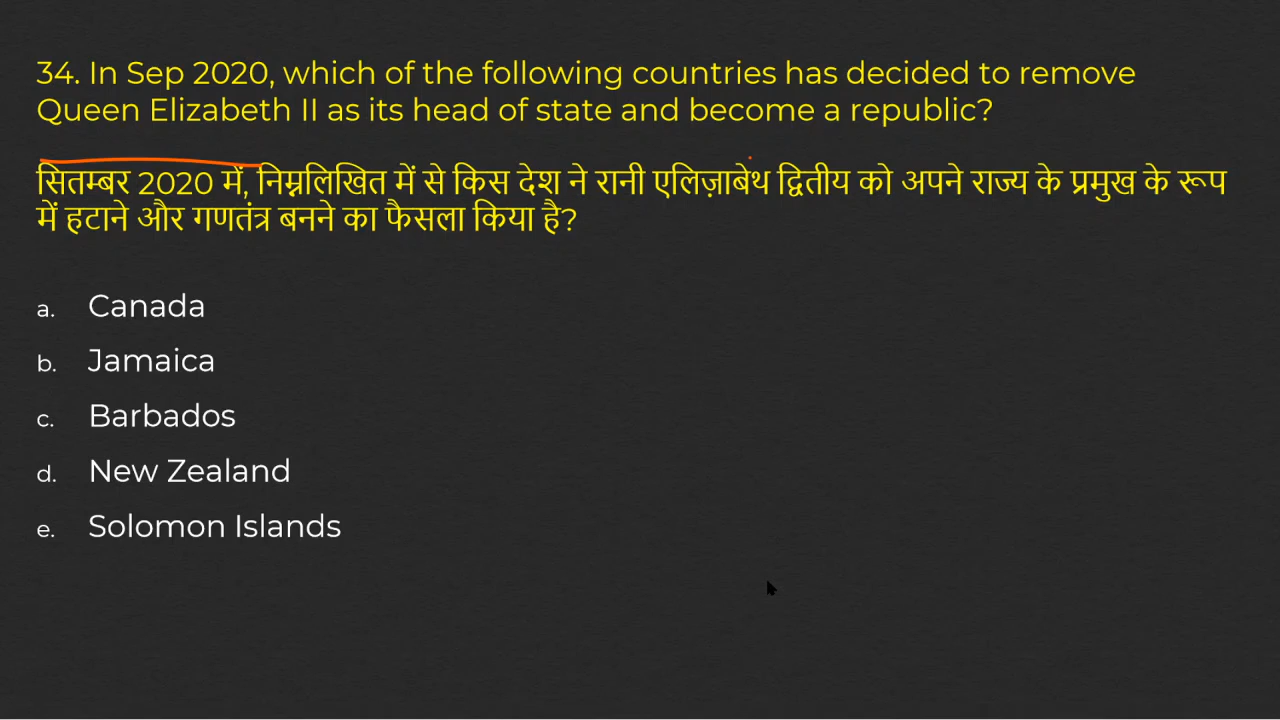 34. In Sep 2020, which of the following countries has decided to remove
Queen Elizabeth II as its head of state and become a republic?
सितम्बर 2020 में, निम्नलिखित में से किस देश ने रानी एलिज़ाबेथ द्वितीय को अपने राज्य के प्रमुख के रूप
में हटाने और गणतंत्र बनने का फैसला किया है?
a. Canada
b. Jamaica
c. Barbados
d. New Zealand
e. Solomon Islands